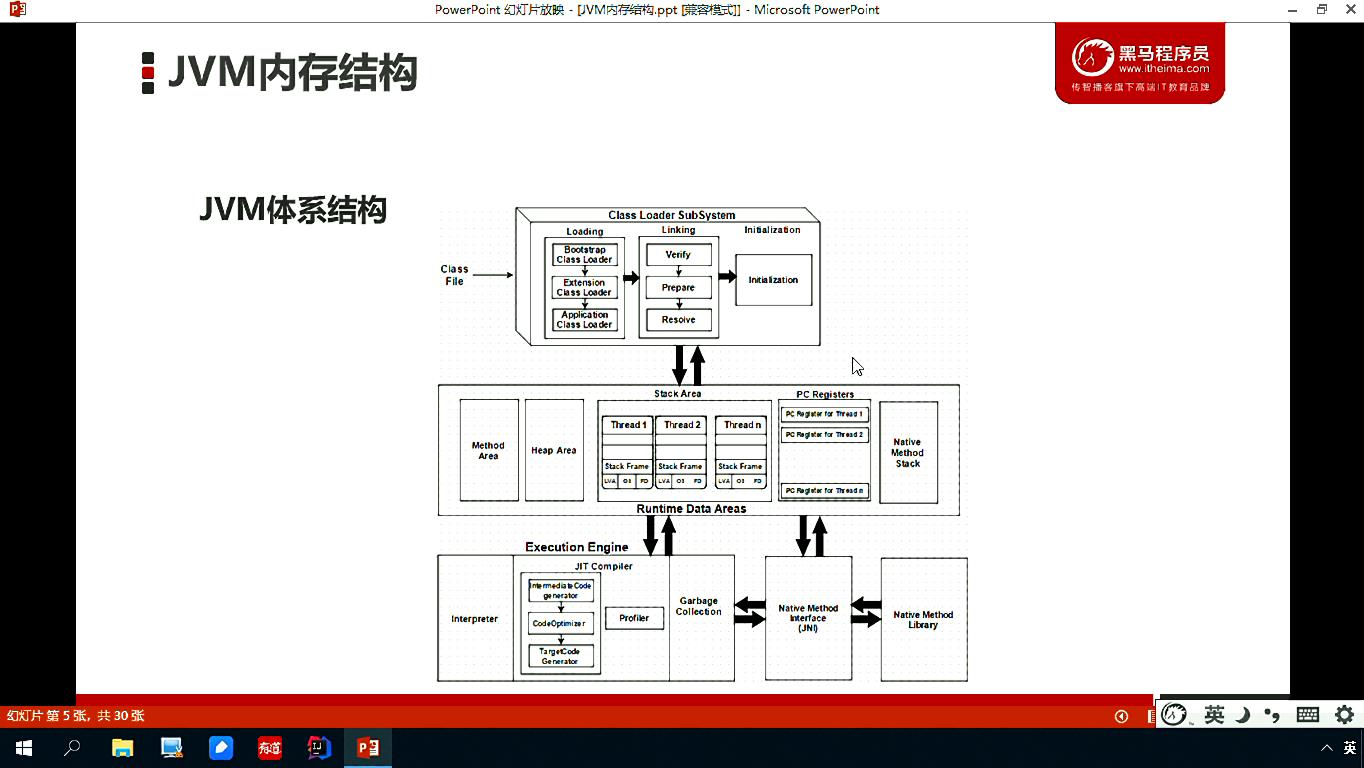 PowerPoint 幻灯片放映 - [JVM内存结构.ppt [兼容模式]] - Microsoft PowerPoint
JVM内存结构
黑马程序员
www.itheima.com
传智播客旗下高端IT教育品牌
JVM体系结构
Class Loader SubSystem
Loading
Linking
Initialization
Class
File
Bootstrap
Class Loader
Extension
Class Loader
Application
Class Loader
Verify
Prepare
Resolve
Initialization
Stack Area
PC Registers
Method
Area
Heap Area
Thread 1
Thread 2
Thread n
Stack Frame
Stack Frame
Stack Frame
LVA
OS
FD
LVA
OS
FD
LVA
OS
FD
PC Register for Thread 1
PC Register for Thread 2
PC Register for Thread n
Native
Method
Stack
Runtime Data Areas
Execution Engine
Interpreter
JIT Compiler
IntermediateCode
generator
CodeOptimizer
TargetCode
Generator
Profiler
Garbage
Collection
Native Method
Interface
(JNI)
Native Method
Library
幻灯片 第 5 张，共 30 张
英
有道
IJ
英